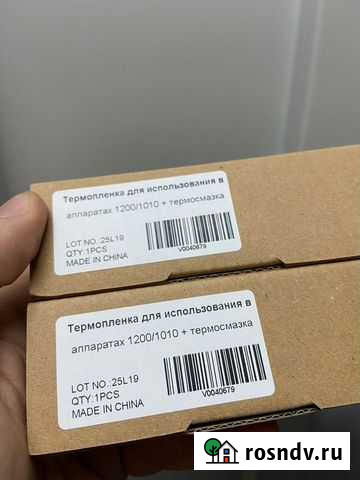 Термопленка для использования в
аппаратах 1200/1010 + термосмазка
LOT NO.:25L19
QTY:1PCS
MADE IN CHINA
V0040679
Термопленка для использования в
аппаратах 1200/1010 + термосмазка
LOT NO.:25L19
QTY:1PCS
MADE IN CHINA
V0040679
rosndv.ru